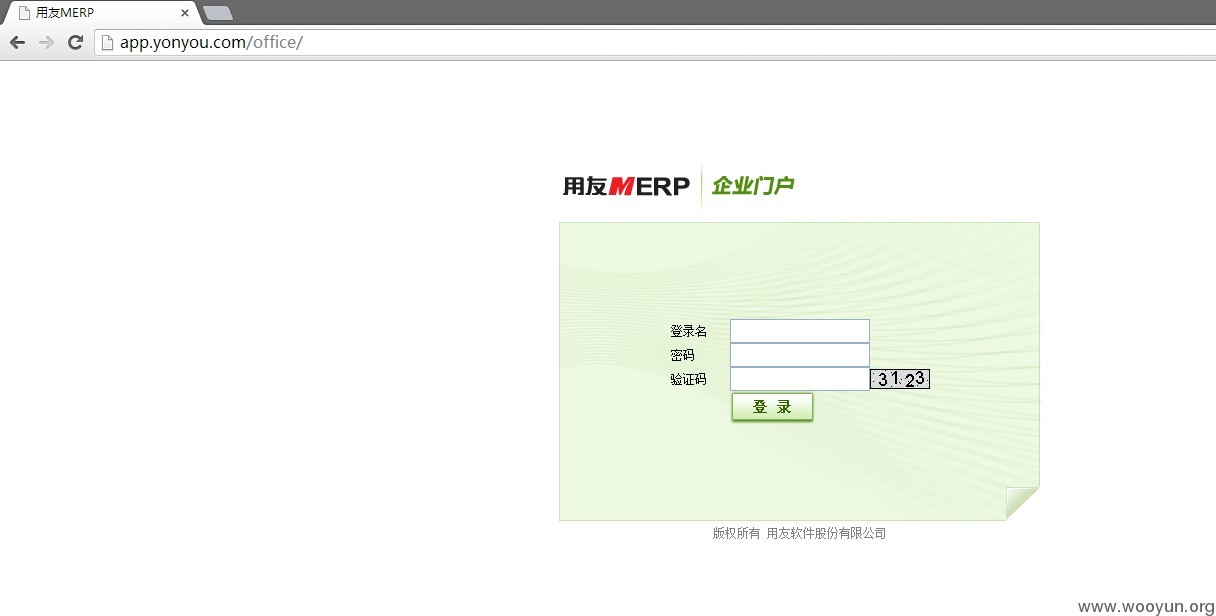 用友MERP
app.yonyou.com/office/
用友MERP 企业门户
登录名
密码
验证码 3123
登 录
版权所有 用友软件股份有限公司
www.wooyun.org